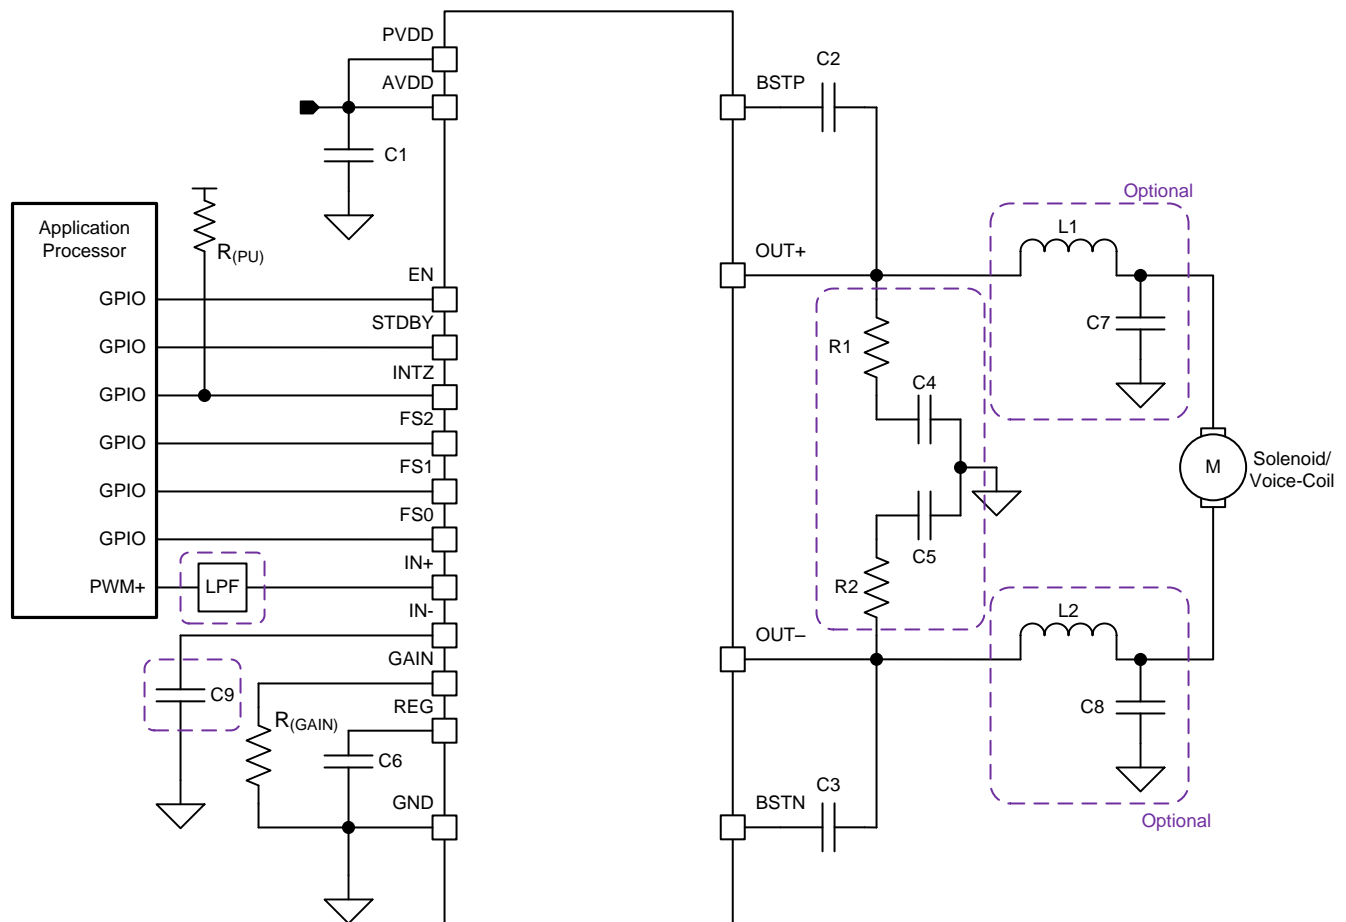 PVDD
AVDD
C1
Application
Processor
R(PU)
GPIO
EN
GPIO
STDBY
GPIO
INTZ
GPIO
FS2
GPIO
FS1
GPIO
FS0
PWM+
LPF
IN+
IN-
C9
GAIN
R(GAIN)
REG
C6
GND
BSTP
C2
OUT+
Optional
L1
C7
R1
C4
C5
R2
M
Solenoid/
Voice-Coil
OUT–
L2
C8
Optional
BSTN
C3